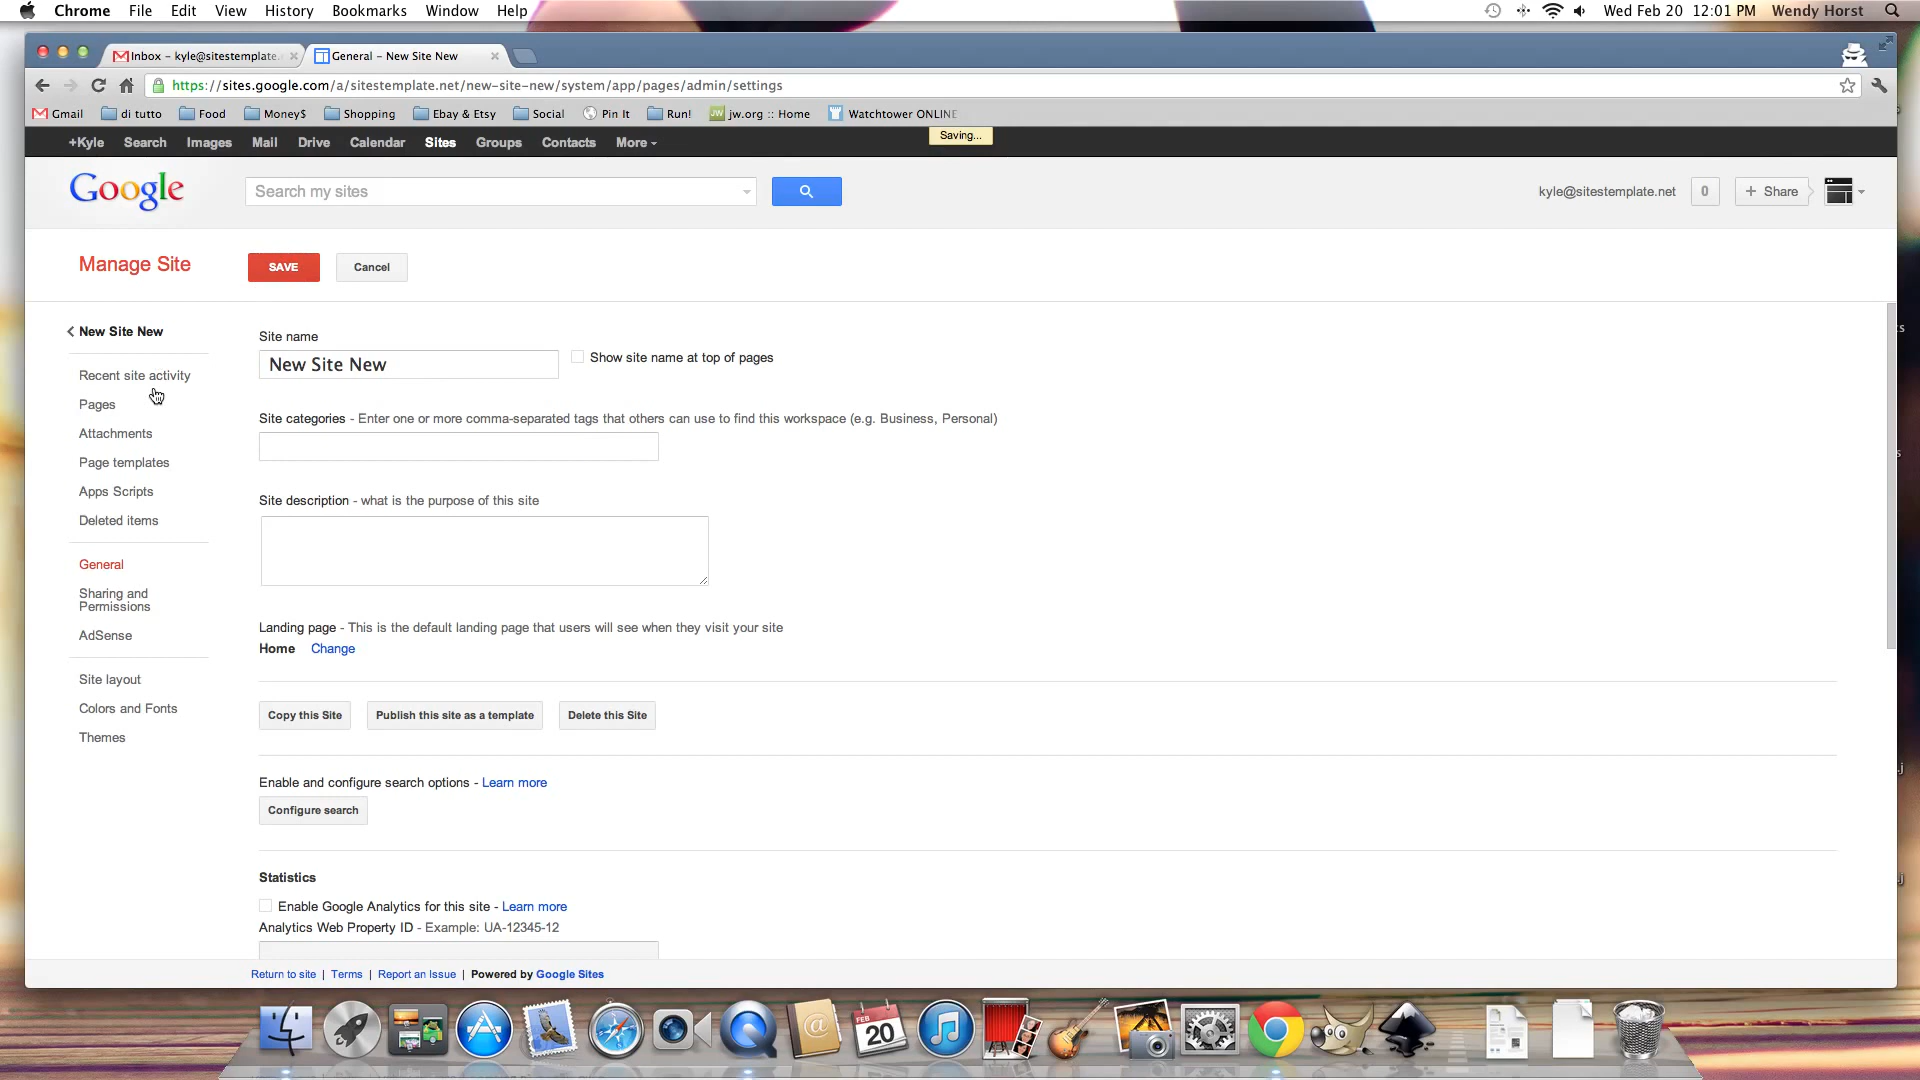 Chrome File Edit View History Bookmarks Window Help Wed Feb 20 12:01 PM Wendy Horst
Inbox – kyle@sitestemplate. General – New Site New
https://sites.google.com/a/sitestemplate.net/new-site-new/system/app/pages/admin/settings
Gmail di tutto Food Money$ Shopping Ebay & Etsy Social Pin It Run! jw.org :: Home Watchtower ONLINE
Saving...
+Kyle Search Images Mail Drive Calendar Sites Groups Contacts More
Google Search my sites kyle@sitestemplate.net 0 + Share
Manage Site SAVE Cancel
New Site New
Recent site activity
Pages
Attachments
Page templates
Apps Scripts
Deleted items
General
Sharing and
Permissions
AdSense
Site layout
Colors and Fonts
Themes
Site name
New Site New Show site name at top of pages
Site categories - Enter one or more comma-separated tags that others can use to find this workspace (e.g. Business, Personal)
Site description - what is the purpose of this site
Landing page - This is the default landing page that users will see when they visit your site
Home Change
Copy this Site Publish this site as a template Delete this Site
Enable and configure search options - Learn more
Configure search
Statistics
Enable Google Analytics for this site - Learn more
Analytics Web Property ID - Example: UA-12345-12
Return to site | Terms | Report an Issue | Powered by Google Sites
FEB
20